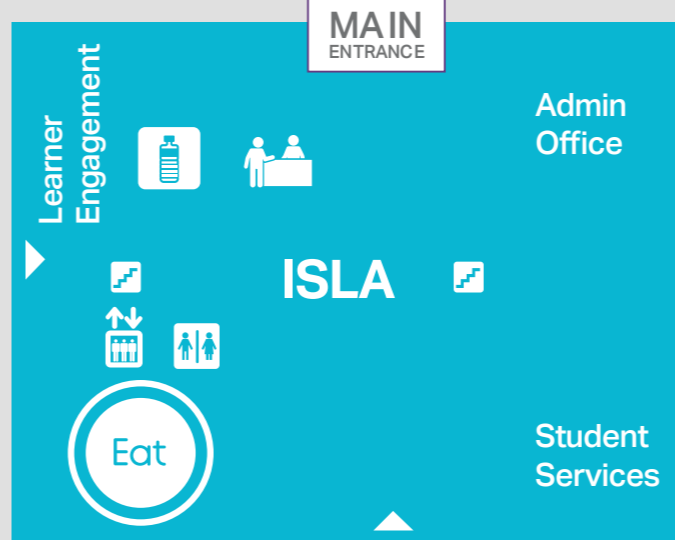 MAIN
ENTRANCE
Learner
Engagement
Admin
Office
ISLA
Eat
Student
Services